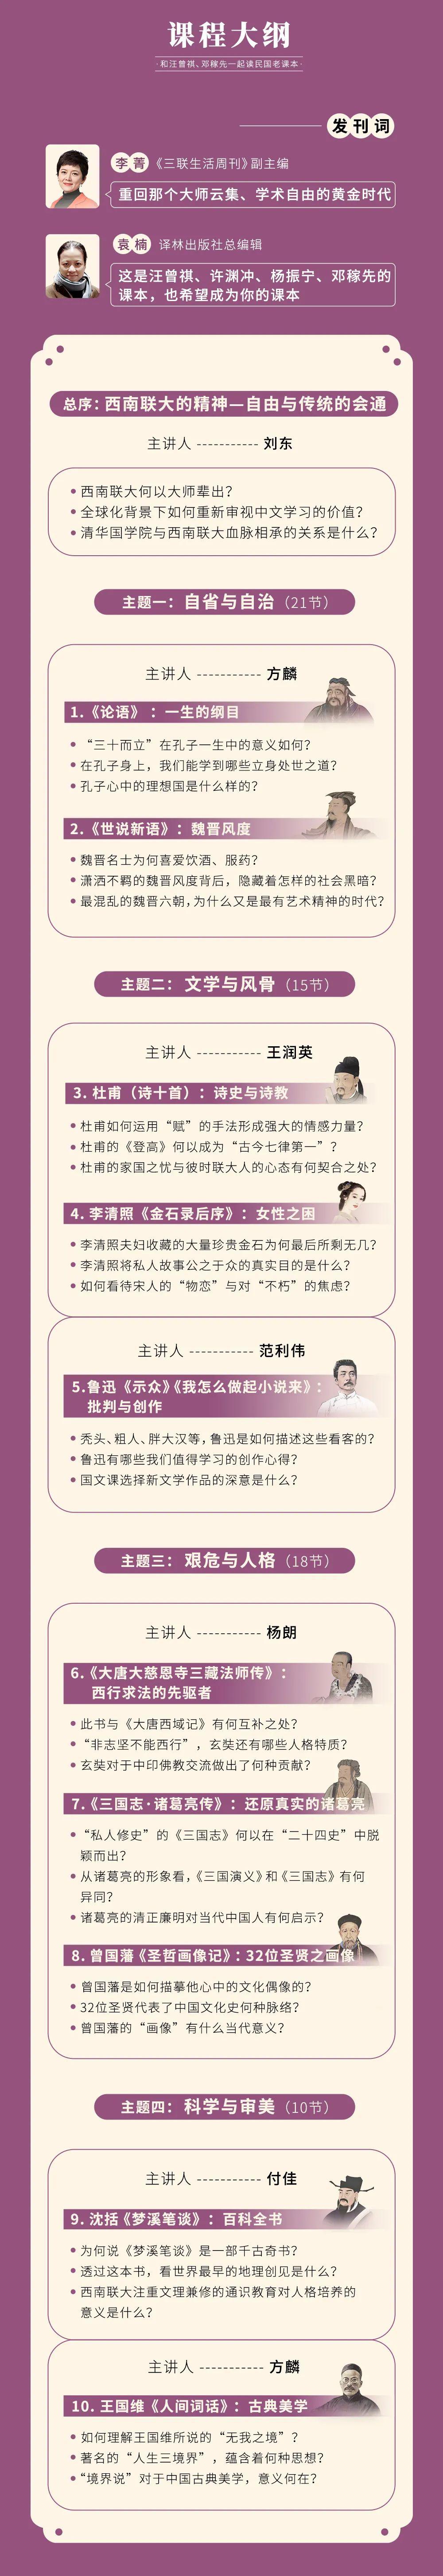 课程大纲
·和汪曾祺、邓稼先一起读民国老课本·
发刊词
李菁《三联生活周刊》副主编
重回那个大师云集、学术自由的黄金时代
袁楠 译林出版社总编辑
这是汪曾祺、许渊冲、杨振宁、邓稼先的
课本，也希望成为你的课本
总序：西南联大的精神—自由与传统的会通
主讲人 ----------- 刘东
• 西南联大何以大师辈出？
• 全球化背景下如何重新审视中文学习的价值？
• 清华国学院与西南联大血脉相承的关系是什么？
主题一：自省与自治（21节）
主讲人 ----------- 方麟
1.《论语》：一生的纲目
• “三十而立”在孔子一生中的意义如何？
• 在孔子身上，我们能学到哪些立身处世之道？
• 孔子心中的理想国是什么样的？
2.《世说新语》：魏晋风度
• 魏晋名士为何喜爱饮酒、服药？
• 潇洒不羁的魏晋风度背后，隐藏着怎样的社会黑暗？
• 最混乱的魏晋六朝，为什么又是最有艺术精神的时代？
主题二：文学与风骨（15节）
主讲人 ----------- 王润英
3. 杜甫（诗十首）：诗史与诗教
• 杜甫如何运用“赋”的手法形成强大的情感力量？
• 杜甫的《登高》何以成为“古今七律第一”？
• 杜甫的家国之忧与彼时联大人的心态有何契合之处？
4. 李清照《金石录后序》：女性之困
• 李清照夫妇收藏的大量珍贵金石为何最后所剩无几？
• 李清照将私人故事公之于众的真实目的是什么？
• 如何看待宋人的“物恋”与对“不朽”的焦虑？
主讲人 ----------- 范利伟
5.鲁迅《示众》《我怎么做起小说来》：
批判与创作
• 秃头、粗人、胖大汉等，鲁迅是如何描述这些看客的？
• 鲁迅有哪些我们值得学习的创作心得？
• 国文课选择新文学作品的深意是什么？
主题三：艰危与人格（18节）
主讲人 ----------- 杨朗
6.《大唐大慈恩寺三藏法师传》：
西行求法的先驱者
• 此书与《大唐西域记》有何互补之处？
• “非志坚不能西行”，玄奘还有哪些人格特质？
• 玄奘对于中印佛教交流做出了何种贡献？
7.《三国志·诸葛亮传》：还原真实的诸葛亮
• “私人修史”的《三国志》何以在“二十四史”中脱
颖而出？
• 从诸葛亮的形象看，《三国演义》和《三国志》有何
异同？
• 诸葛亮的清正廉明对当代中国人有何启示？
8. 曾国藩《圣哲画像记》：32位圣贤之画像
• 曾国藩是如何描摹他心中的文化偶像的？
• 32位圣贤代表了中国文化史何种脉络？
• 曾国藩的“画像”有什么当代意义？
主题四：科学与审美（10节）
主讲人 ----------- 付佳
9. 沈括《梦溪笔谈》：百科全书
• 为何说《梦溪笔谈》是一部千古奇书？
• 透过这本书，看世界最早的地理创见是什么？
• 西南联大注重文理兼修的通识教育对人格培养的
意义是什么？
主讲人 ----------- 方麟
10. 王国维《人间词话》：古典美学
• 如何理解王国维所说的“无我之境”？
• 著名的“人生三境界”，蕴含着何种思想？
• “境界说”对于中国古典美学，意义何在？